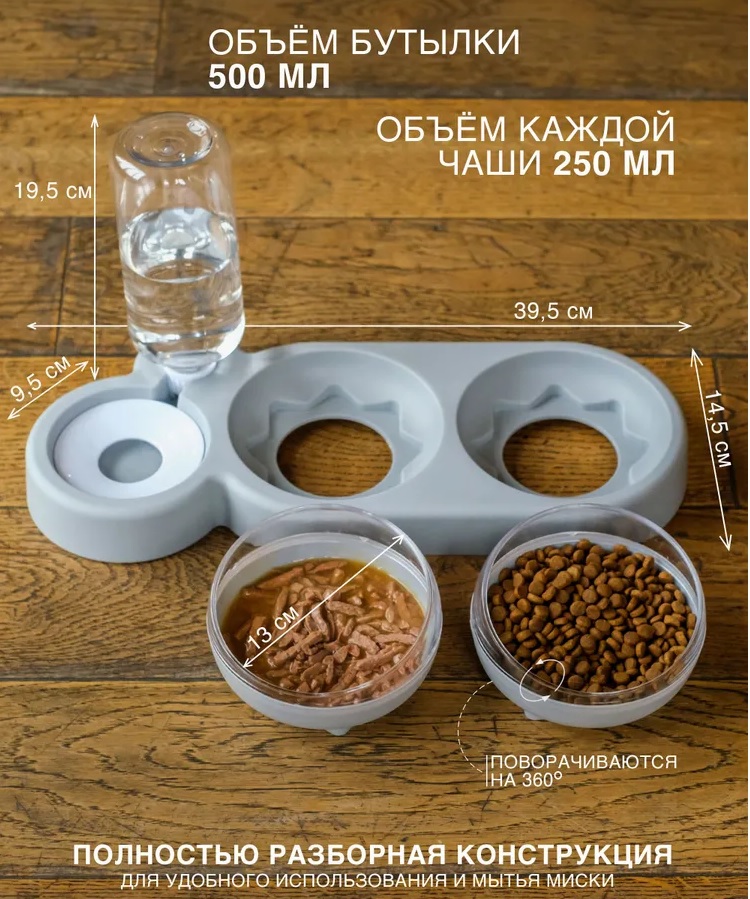 ОБЪЁМ БУТЫЛКИ
500 МЛ
ОБЪЁМ КАЖДОЙ
ЧАШИ 250 МЛ
19,5 см
39,5 см
9,5 см
14,5 см
13 см
ПОВОРАЧИВАЮТСЯ
НА 360°
ПОЛНОСТЬЮ РАЗБОРНАЯ КОНСТРУКЦИЯ
ДЛЯ УДОБНОГО ИСПОЛЬЗОВАНИЯ И МЫТЬЯ МИСКИ